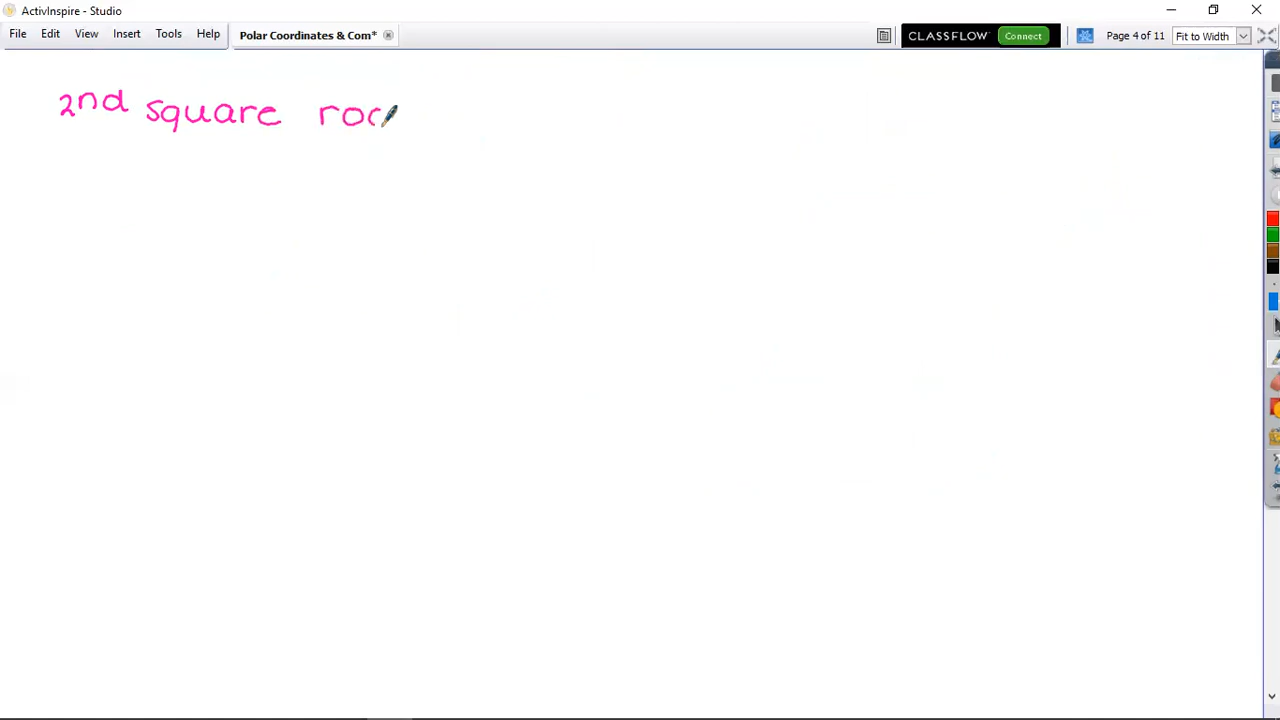 ActivInspire - Studio
File Edit View Insert Tools Help Polar Coordinates & Com* CLASSFLOW Connect Page 4 of 11 Fit to Width
2nd square roo